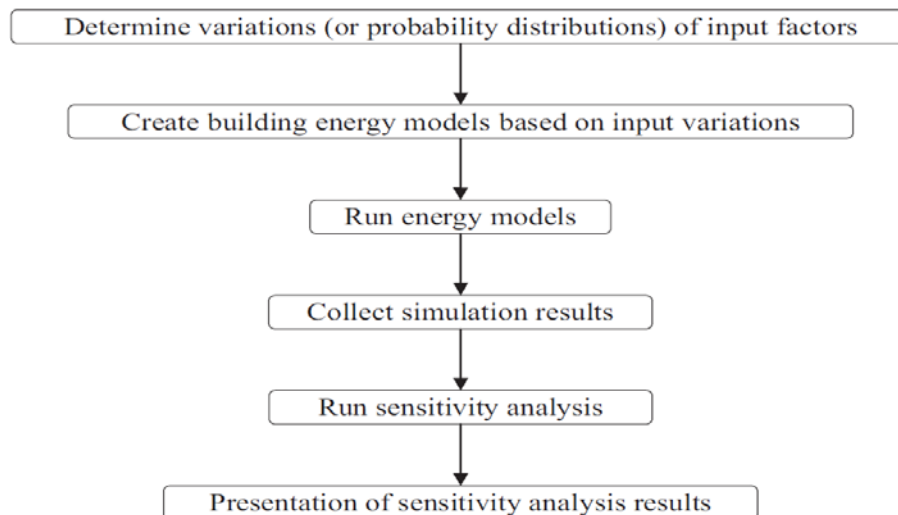 Determine variations (or probability distributions) of input factors
Create building energy models based on input variations
Run energy models
Collect simulation results
Run sensitivity analysis
Presentation of sensitivity analysis results